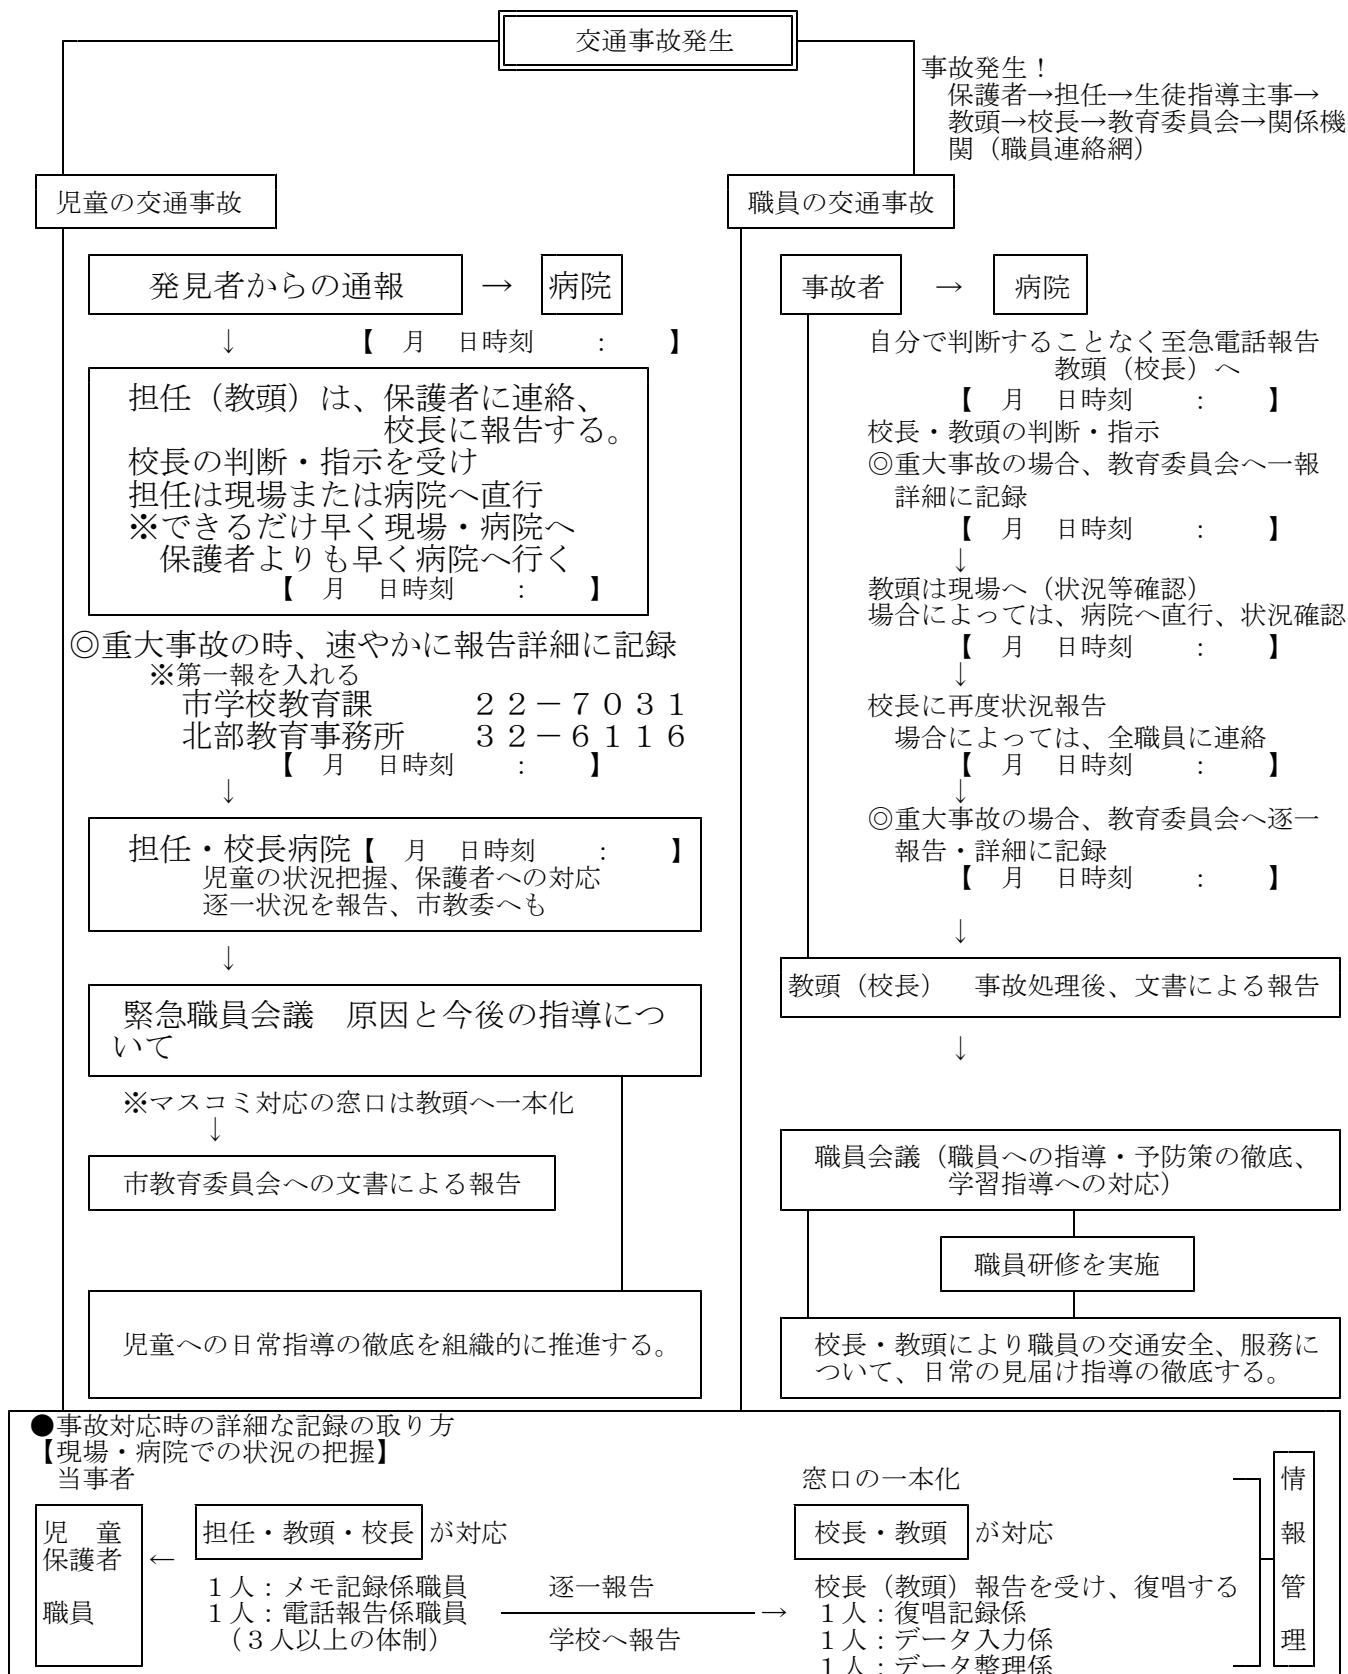 交通事故発生
事故発生！
保護者→担任→生徒指導主事→
教頭→校長→教育委員会→関係機
関（職員連絡網）
児童の交通事故
発見者からの通報 → 病院
↓ 【 月 日時刻 ： 】
担任（教頭）は、保護者に連絡、
校長に報告する。
校長の判断・指示を受け
担任は現場または病院へ直行
※できるだけ早く現場・病院へ
保護者よりも早く病院へ行く
【 月 日時刻 ： 】
◎重大事故の時、速やかに報告詳細に記録
※第一報を入れる
市学校教育課 ２２－７０３１
北部教育事務所 ３２－６１１６
【 月 日時刻 ： 】
↓
担任・校長病院【 月 日時刻 ： 】
児童の状況把握、保護者への対応
逐一状況を報告、市教委へも
↓
緊急職員会議 原因と今後の指導につ
いて
※マスコミ対応の窓口は教頭へ一本化
↓
市教育委員会への文書による報告
児童への日常指導の徹底を組織的に推進する。
職員の交通事故
事故者 → 病院
自分で判断することなく至急電話報告
教頭（校長）へ
【 月 日時刻 ： 】
校長・教頭の判断・指示
◎重大事故の場合、教育委員会へ一報
詳細に記録
【 月 日時刻 ： 】
↓
教頭は現場へ（状況等確認）
場合によっては、病院へ直行、状況確認
【 月 日時刻 ： 】
↓
校長に再度状況報告
場合によっては、全職員に連絡
【 月 日時刻 ： 】
↓
◎重大事故の場合、教育委員会へ逐一
報告・詳細に記録
【 月 日時刻 ： 】
↓
教頭（校長） 事故処理後、文書による報告
↓
職員会議（職員への指導・予防策の徹底、
学習指導への対応）
職員研修を実施
校長・教頭により職員の交通安全、服務に
ついて、日常の見届け指導の徹底する。
●事故対応時の詳細な記録の取り方
【現場・病院での状況の把握】
当事者
児 童
保護者
職員
←
担任・教頭・校長 が対応
１人：メモ記録係職員
１人：電話報告係職員
（３人以上の体制）
逐一報告
→
学校へ報告
窓口の一本化
校長・教頭 が対応
校長（教頭）報告を受け、復唱する
１人：復唱記録係
１人：データ入力係
１人：データ整理係
情
報
管
理